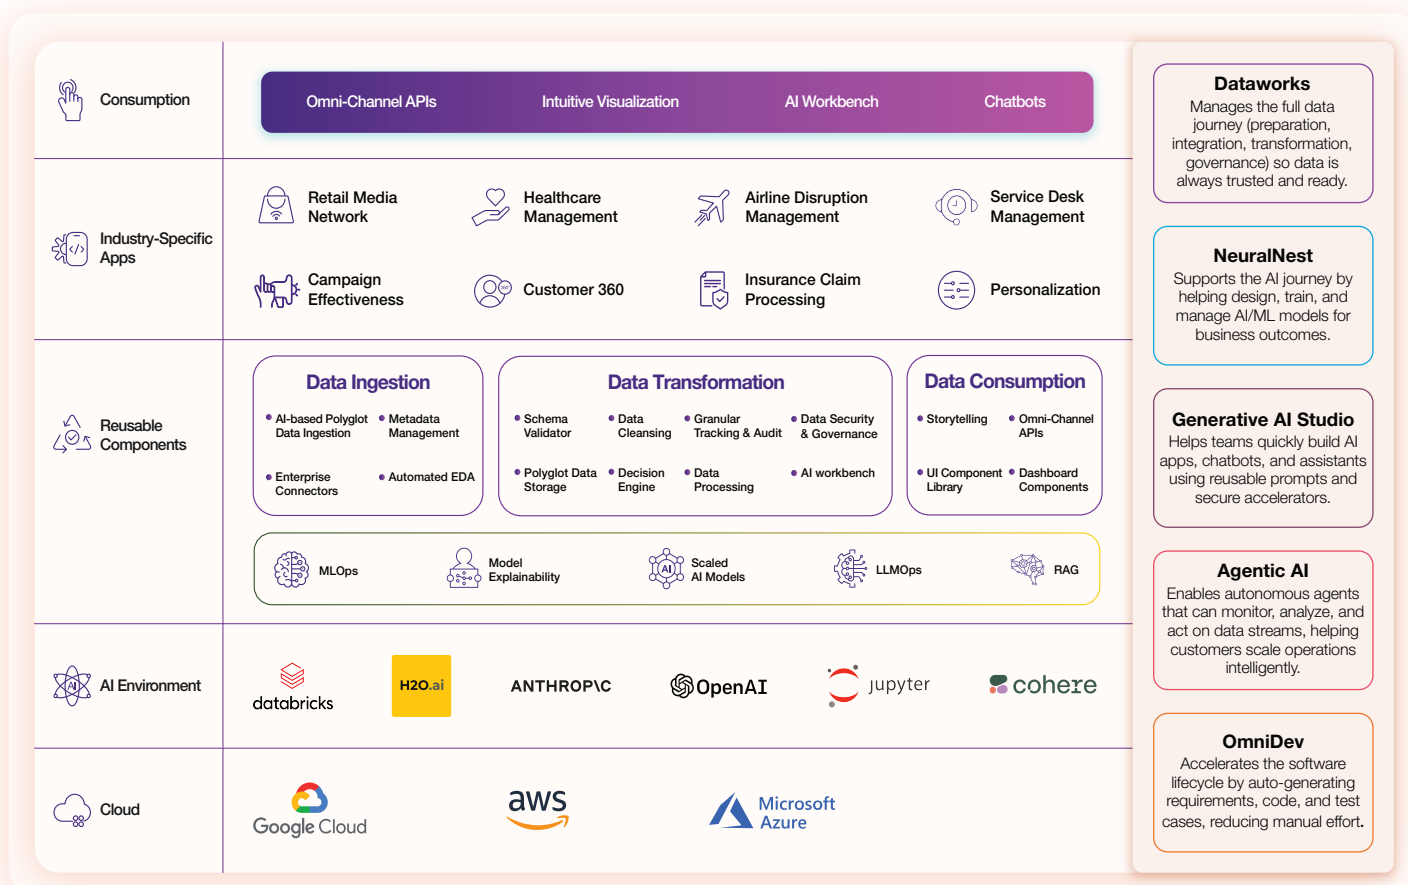 Consumption
Omni-Channel APIs
Intuitive Visualization
AI Workbench
Chatbots
Industry-Specific
Apps
Retail Media
Network
Healthcare
Management
Airline Disruption
Management
Service Desk
Management
Campaign
Effectiveness
Customer 360
360°
Insurance Claim
Processing
Personalization
Reusable
Components
Data Ingestion
AI-based Polyglot
Data Ingestion
Metadata
Management
Enterprise
Connectors
Automated EDA
Data Transformation
Schema
Validator
Data
Cleansing
Granular
Tracking & Audit
Data Security
& Governance
Polyglot Data
Storage
Decision
Engine
Data
Processing
AI workbench
Data Consumption
Storytelling
Omni-Channel
APIs
UI Component
Library
Dashboard
Components
MLOps
Model
Explainability
AI
Scaled
AI Models
LLMOps
RAG
AI
AI Environment
databricks
H2O.ai
ANTHROP\C
OpenAI
jupyter
cohere
Cloud
Google Cloud
aws
Microsoft
Azure
Dataworks
Manages the full data
journey (preparation,
integration, transformation,
governance) so data is
always trusted and ready.
NeuralNest
Supports the AI journey by
helping design, train, and
manage AI/ML models for
business outcomes.
Generative AI Studio
Helps teams quickly build AI
apps, chatbots, and assistants
using reusable prompts and
secure accelerators.
Agentic AI
Enables autonomous agents
that can monitor, analyze, and
act on data streams, helping
customers scale operations
intelligently.
OmniDev
Accelerates the software
lifecycle by auto-generating
requirements, code, and test
cases, reducing manual effort.